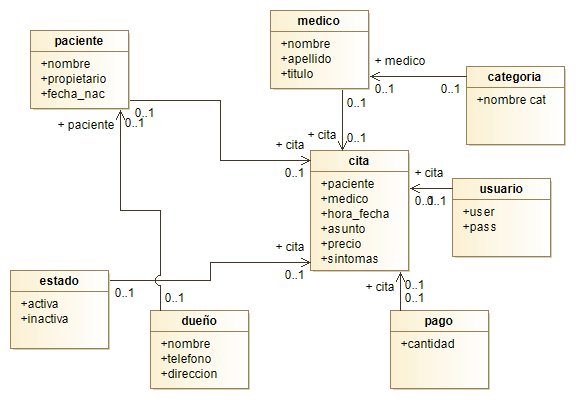 medico
+nombre
+apellido
+titulo
paciente
+nombre
+propietario
+fecha_nac
categoria
+nombre cat
+ medico
0..1
0..1
0..1
+ cita
0..1
0..1
0..1
+ paciente
+ cita
0..1
cita
+paciente
+medico
+hora_fecha
+asunto
+precio
+sintomas
+ cita
0..1
0..1
usuario
+user
+pass
+ cita
0..1
0..1
estado
+activa
+inactiva
0..1
dueño
+nombre
+telefono
+direccion
+ cita
0..1
0..1
pago
+cantidad